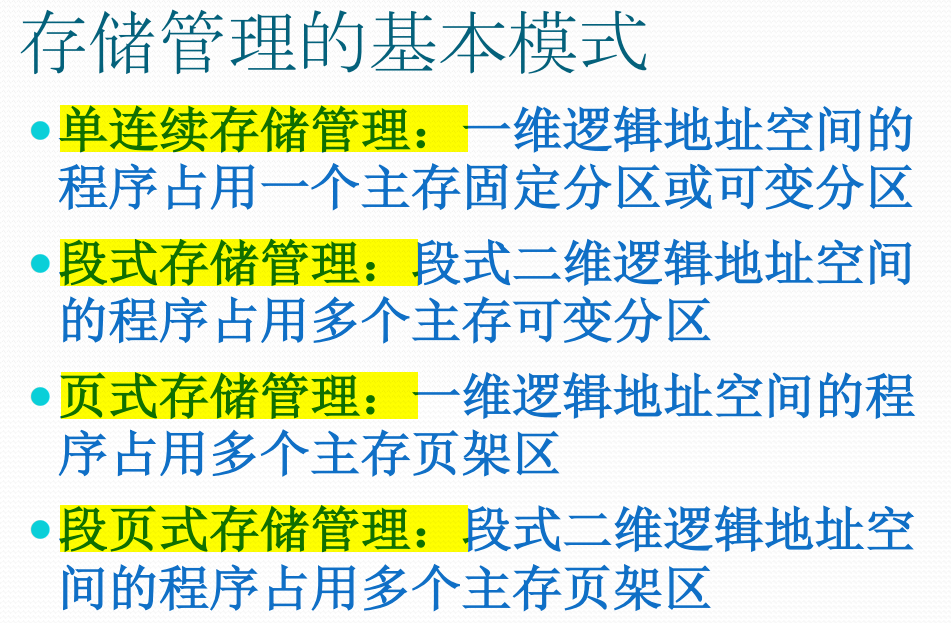 存储管理的基本模式
●单连续存储管理：一维逻辑地址空间的
程序占用一个主存固定分区或可变分区
●段式存储管理：段式二维逻辑地址空间
的程序占用多个主存可变分区
●页式存储管理：一维逻辑地址空间的程
序占用多个主存页架区
●段页式存储管理：段式二维逻辑地址空
间的程序占用多个主存页架区